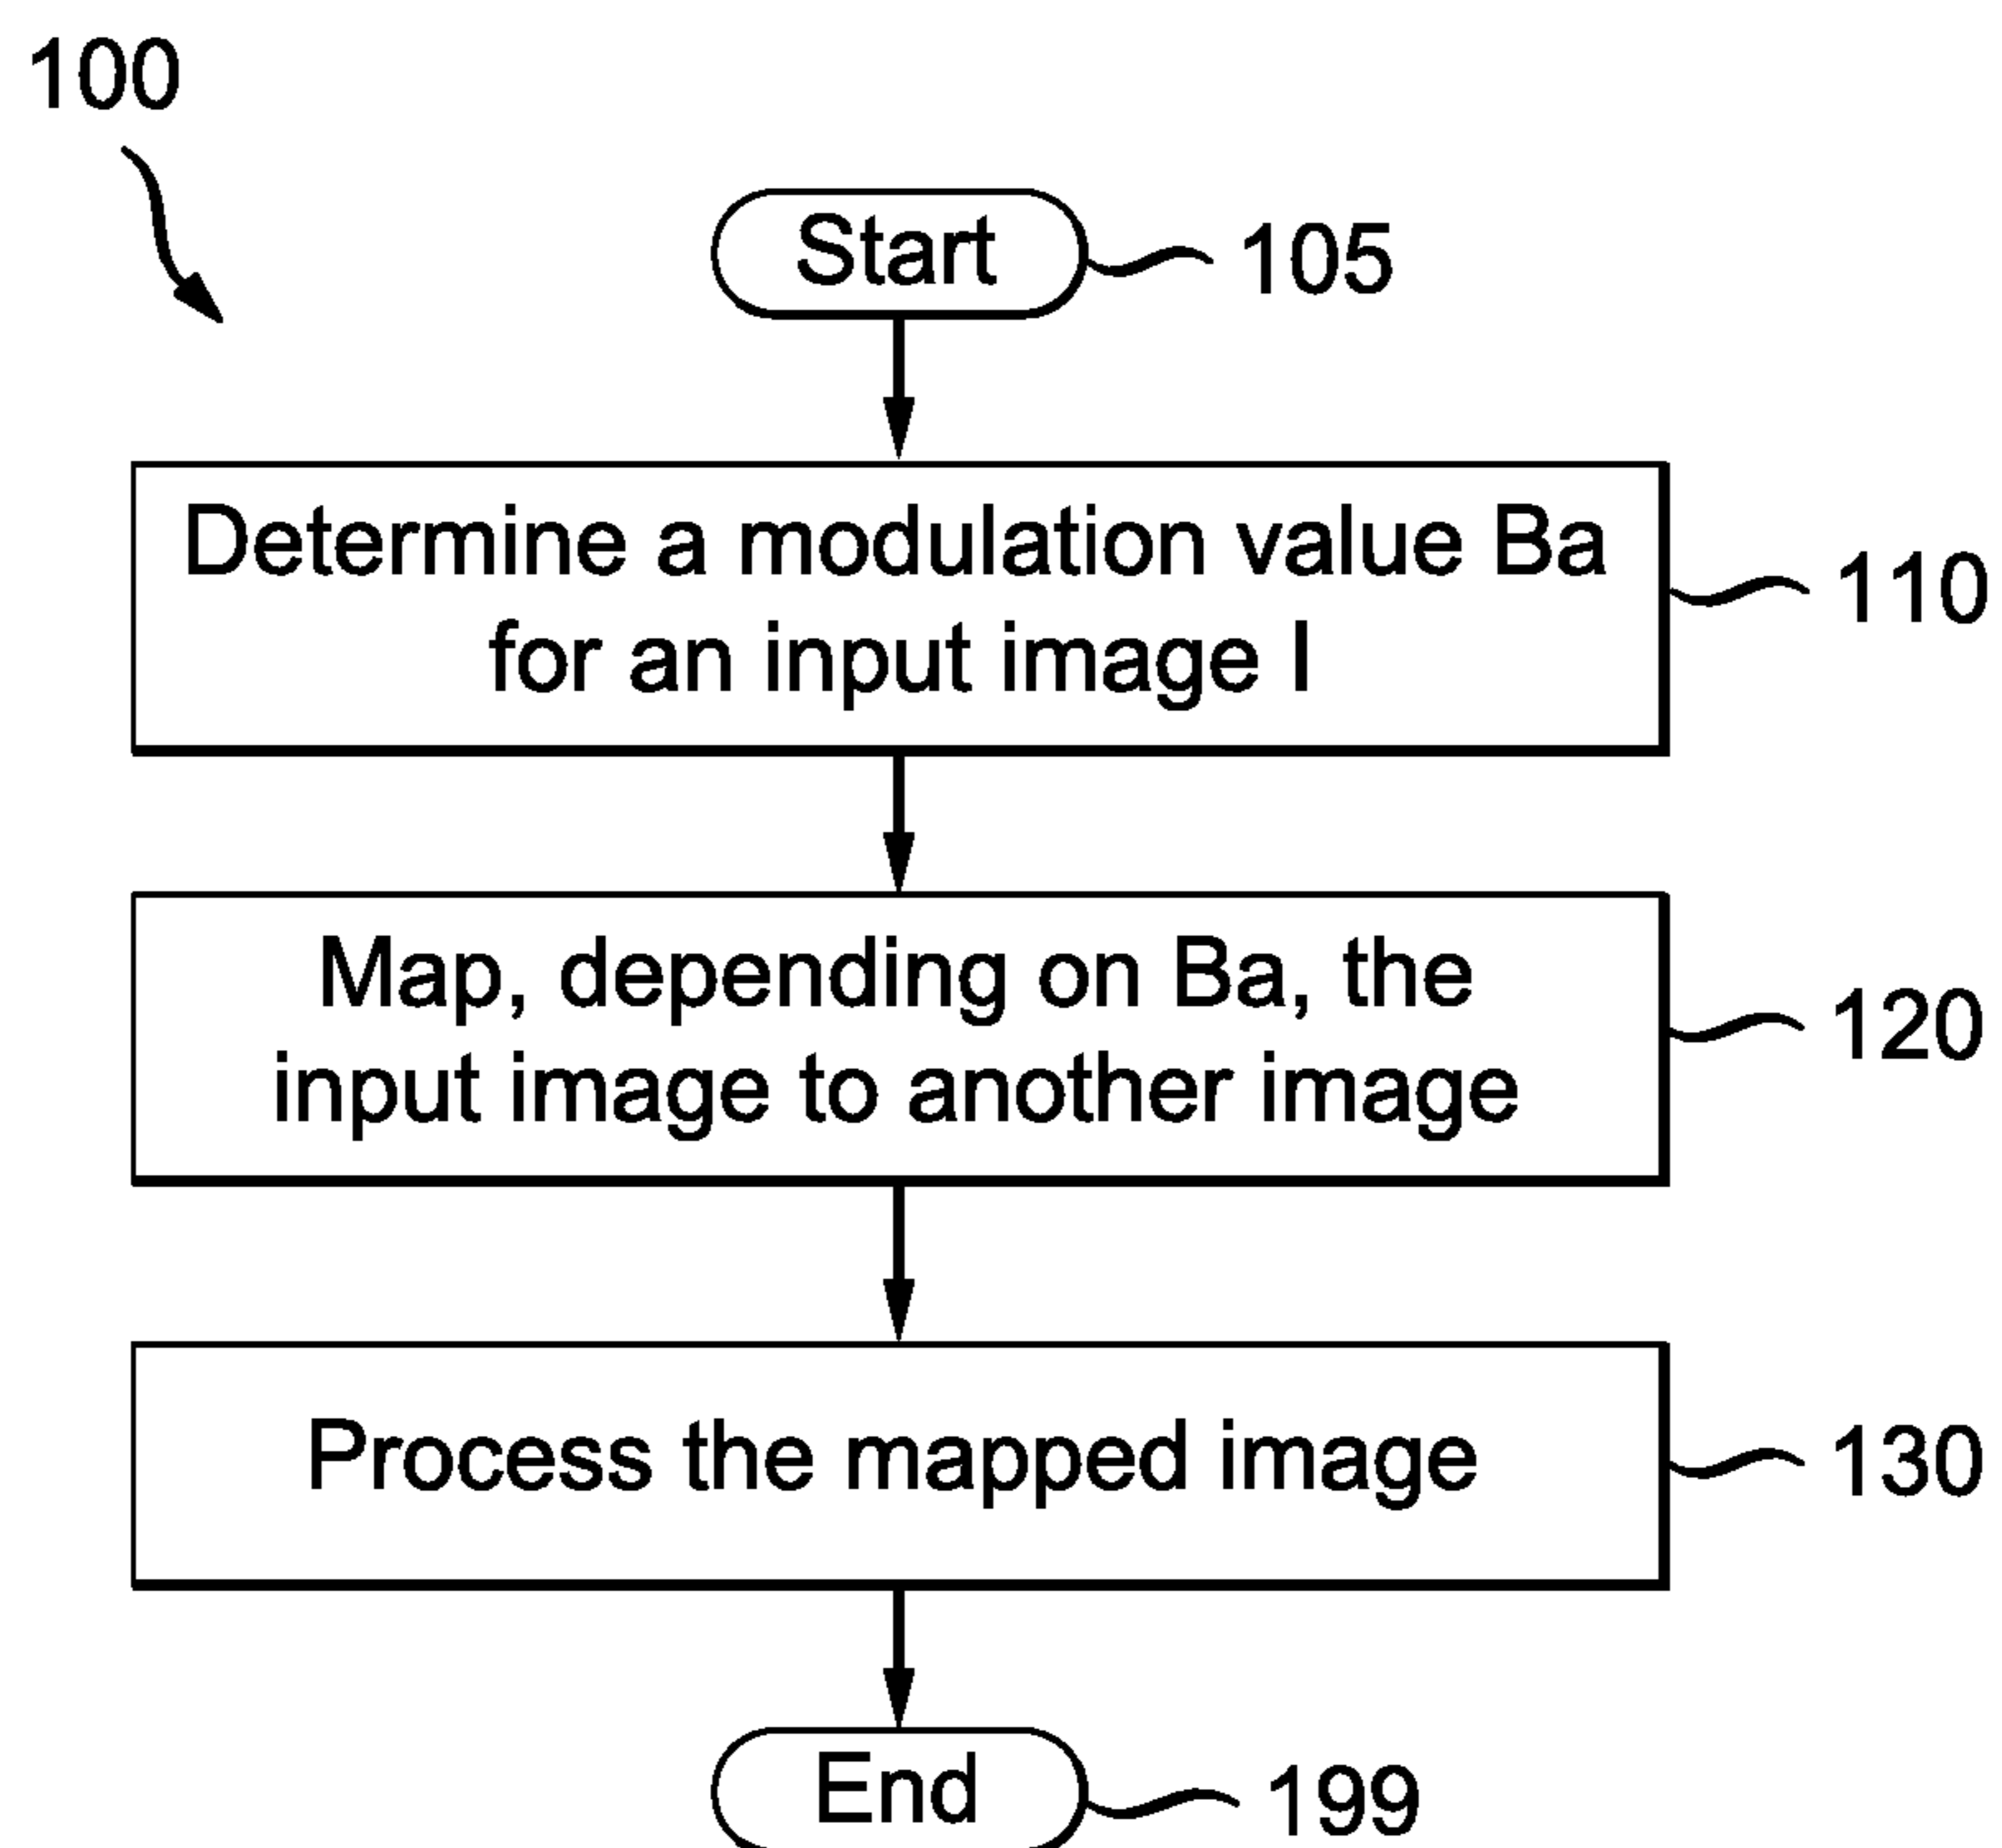 100
Start
105
Determine a modulation value Ba
for an input image I
110
Map, depending on Ba, the
input image to another image
120
Process the mapped image
130
End
199